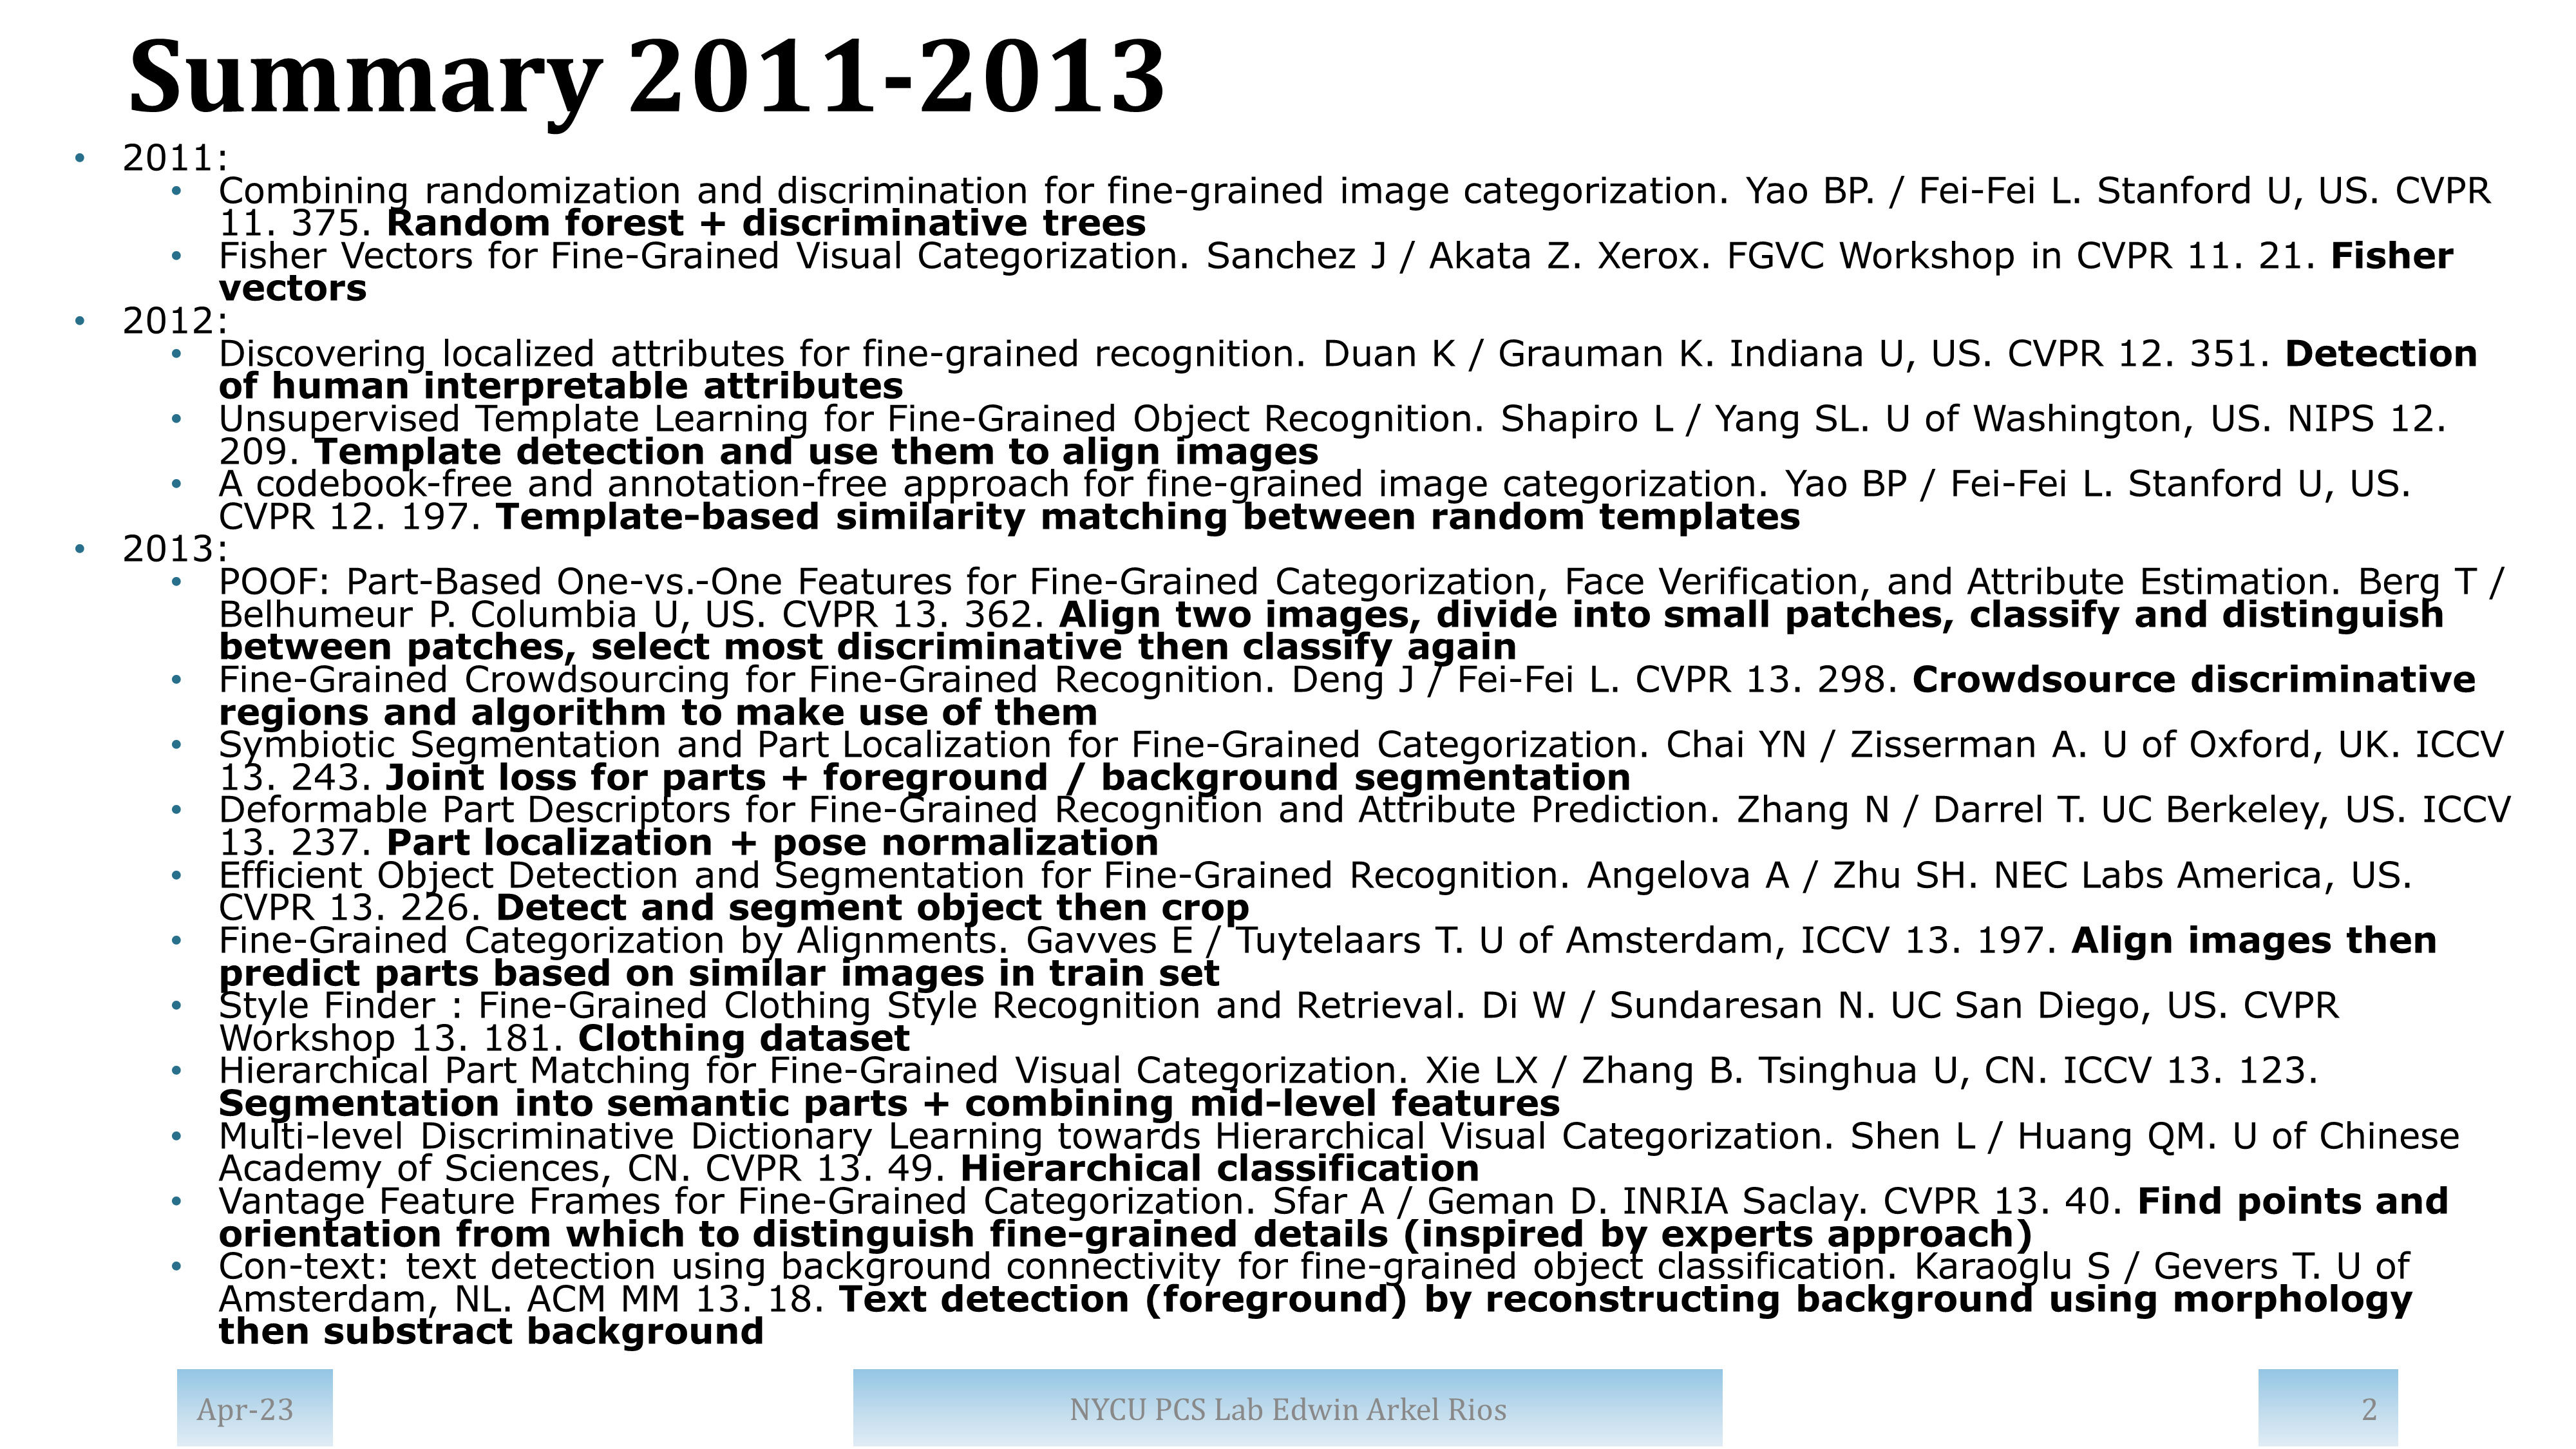 Summary 2011-2013
• 2011:
• Combining randomization and discrimination for fine-grained image categorization. Yao BP. / Fei-Fei L. Stanford U, US. CVPR
11. 375. Random forest + discriminative trees
• Fisher Vectors for Fine-Grained Visual Categorization. Sanchez J / Akata Z. Xerox. FGVC Workshop in CVPR 11. 21. Fisher
vectors
• 2012:
• Discovering localized attributes for fine-grained recognition. Duan K / Grauman K. Indiana U, US. CVPR 12. 351. Detection
of human interpretable attributes
• Unsupervised Template Learning for Fine-Grained Object Recognition. Shapiro L / Yang SL. U of Washington, US. NIPS 12.
209. Template detection and use them to align images
• A codebook-free and annotation-free approach for fine-grained image categorization. Yao BP / Fei-Fei L. Stanford U, US.
CVPR 12. 197. Template-based similarity matching between random templates
• 2013:
• POOF: Part-Based One-vs.-One Features for Fine-Grained Categorization, Face Verification, and Attribute Estimation. Berg T /
Belhumeur P. Columbia U, US. CVPR 13. 362. Align two images, divide into small patches, classify and distinguish
between patches, select most discriminative then classify again
• Fine-Grained Crowdsourcing for Fine-Grained Recognition. Deng J / Fei-Fei L. CVPR 13. 298. Crowdsource discriminative
regions and algorithm to make use of them
• Symbiotic Segmentation and Part Localization for Fine-Grained Categorization. Chai YN / Zisserman A. U of Oxford, UK. ICCV
13. 243. Joint loss for parts + foreground / background segmentation
• Deformable Part Descriptors for Fine-Grained Recognition and Attribute Prediction. Zhang N / Darrel T. UC Berkeley, US. ICCV
13. 237. Part localization + pose normalization
• Efficient Object Detection and Segmentation for Fine-Grained Recognition. Angelova A / Zhu SH. NEC Labs America, US.
CVPR 13. 226. Detect and segment object then crop
• Fine-Grained Categorization by Alignments. Gavves E / Tuytelaars T. U of Amsterdam, ICCV 13. 197. Align images then
predict parts based on similar images in train set
• Style Finder : Fine-Grained Clothing Style Recognition and Retrieval. Di W / Sundaresan N. UC San Diego, US. CVPR
Workshop 13. 181. Clothing dataset
• Hierarchical Part Matching for Fine-Grained Visual Categorization. Xie LX / Zhang B. Tsinghua U, CN. ICCV 13. 123.
Segmentation into semantic parts + combining mid-level features
• Multi-level Discriminative Dictionary Learning towards Hierarchical Visual Categorization. Shen L / Huang QM. U of Chinese
Academy of Sciences, CN. CVPR 13. 49. Hierarchical classification
• Vantage Feature Frames for Fine-Grained Categorization. Sfar A / Geman D. INRIA Saclay. CVPR 13. 40. Find points and
orientation from which to distinguish fine-grained details (inspired by experts approach)
• Con-text: text detection using background connectivity for fine-grained object classification. Karaoglu S / Gevers T. U of
Amsterdam, NL. ACM MM 13. 18. Text detection (foreground) by reconstructing background using morphology
then substract background
Apr-23
NYCU PCS Lab Edwin Arkel Rios
2